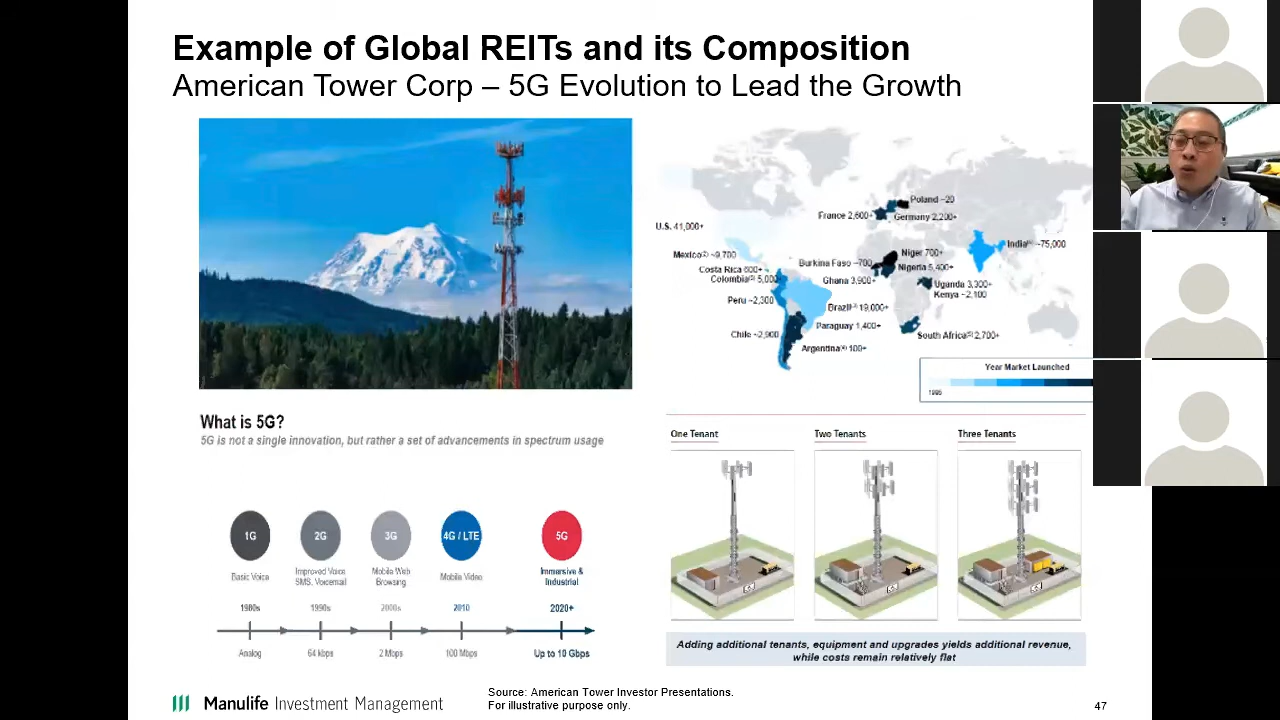 Example of Global REITs and its Composition
American Tower Corp – 5G Evolution to Lead the Growth
U.S. 41,000+
Mexico⁽²⁾ ~9,700
Costa Rica 600+
Colombia⁽²⁾ 5,000
Peru ~2,300
Chile ~2,900
France 2,600+
Poland ~20
Germany 2,200+
Burkina Faso ~700
Niger 700+
Nigeria 5,400+
Ghana 3,900+
Uganda 3,300+
Kenya ~2,100
India ~75,000
Brazil 19,000+
Paraguay 1,400+
Argentina 100+
South Africa 2,700+
Year Market Launched
1995
What is 5G?
5G is not a single innovation, but rather a set of advancements in spectrum usage
1G
2G
3G
4G / LTE
5G
Basic Voice
Improved Voice
SMS, Voicemail
Mobile Web
Browsing
Mobile Video
Immersive &
Industrial
1980s
1990s
2000s
2010
2020+
Analog
64 kbps
2 Mbps
100 Mbps
Up to 10 Gbps
One Tenant
Two Tenants
Three Tenants
Adding additional tenants, equipment and upgrades yields additional revenue,
while costs remain relatively flat
Manulife Investment Management
Source: American Tower Investor Presentations.
For illustrative purpose only.
47